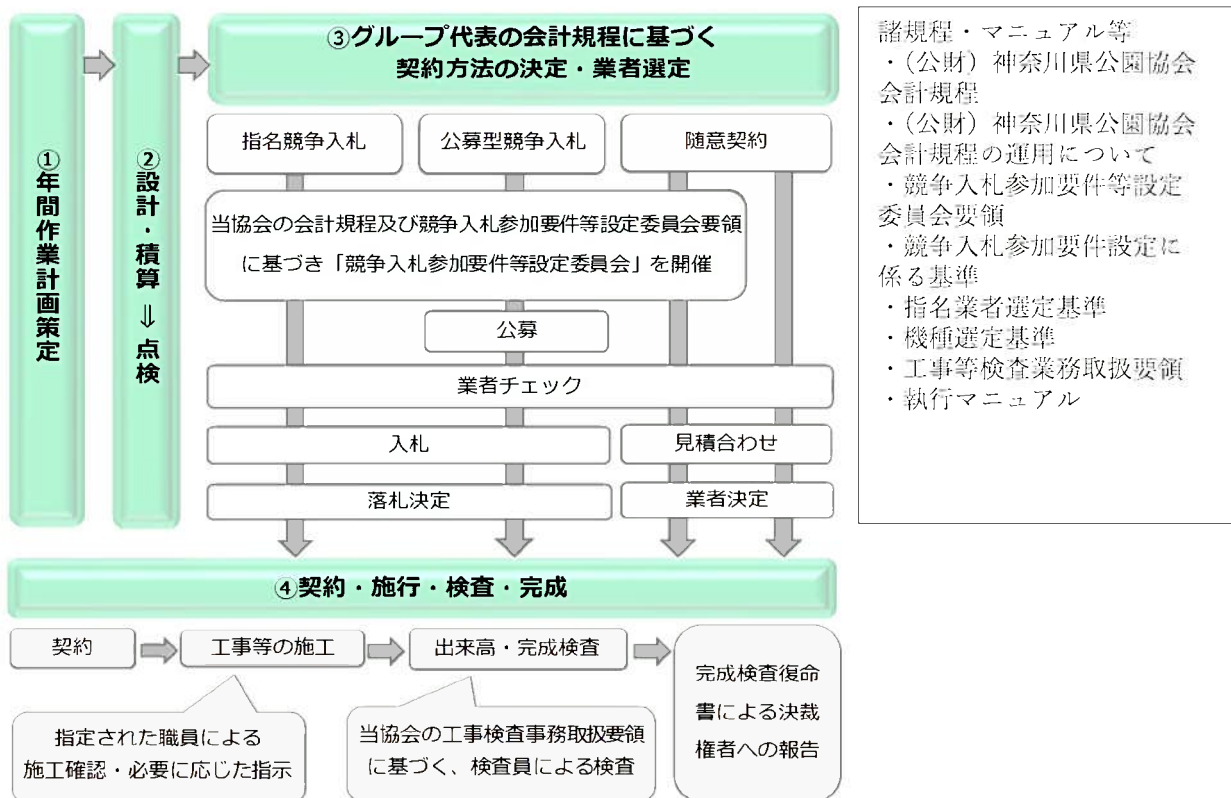 ①年間作業計画策定
②設計・積算⇒点検
③グループ代表の会計規程に基づく
契約方法の決定・業者選定
指名競争入札
公募型競争入札
随意契約
当協会の会計規程及び競争入札参加要件等設定委員会要領
に基づき「競争入札参加要件等設定委員会」を開催
公募
業者チェック
入札
見積合わせ
落札決定
業者決定
④契約・施行・検査・完成
契約
工事等の施工
出来高・完成検査
完成検査復命
書による決裁
権者への報告
指定された職員による
施工確認・必要に応じた指示
当協会の工事検査事務取扱要領
に基づく、検査員による検査
諸規程・マニュアル等
・(公財)神奈川県公園協会
会計規程
・(公財)神奈川県公園協会
会計規程の運用について
・競争入札参加要件等設定
委員会要領
・競争入札参加要件設定に
係る基準
・指名業者選定基準
・機種選定基準
・工事等検査業務取扱要領
・執行マニュアル